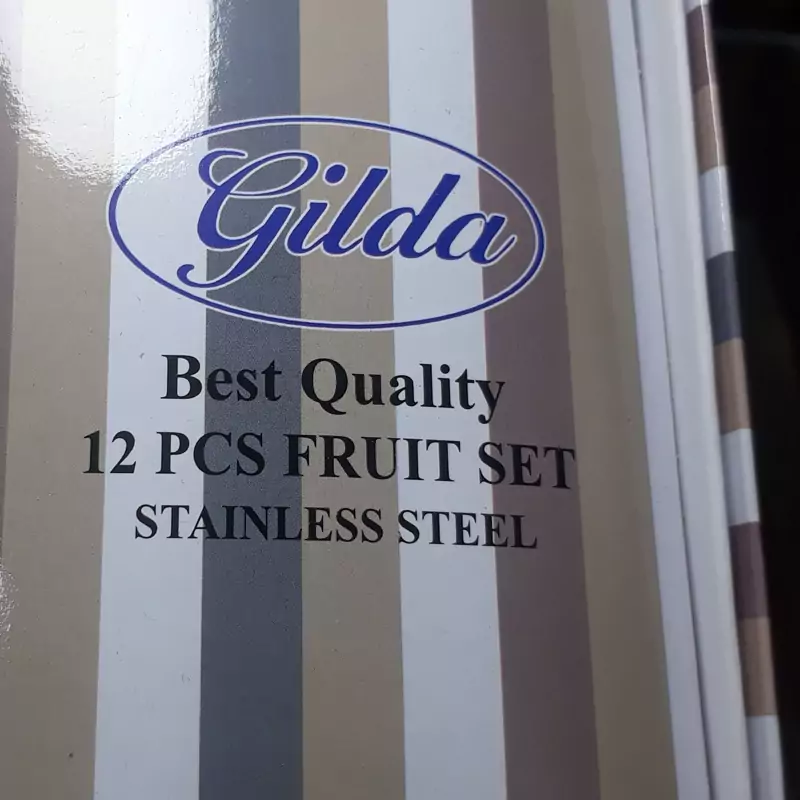 Gilda
Best Quality
12 PCS FRUIT SET
STAINLESS STEEL